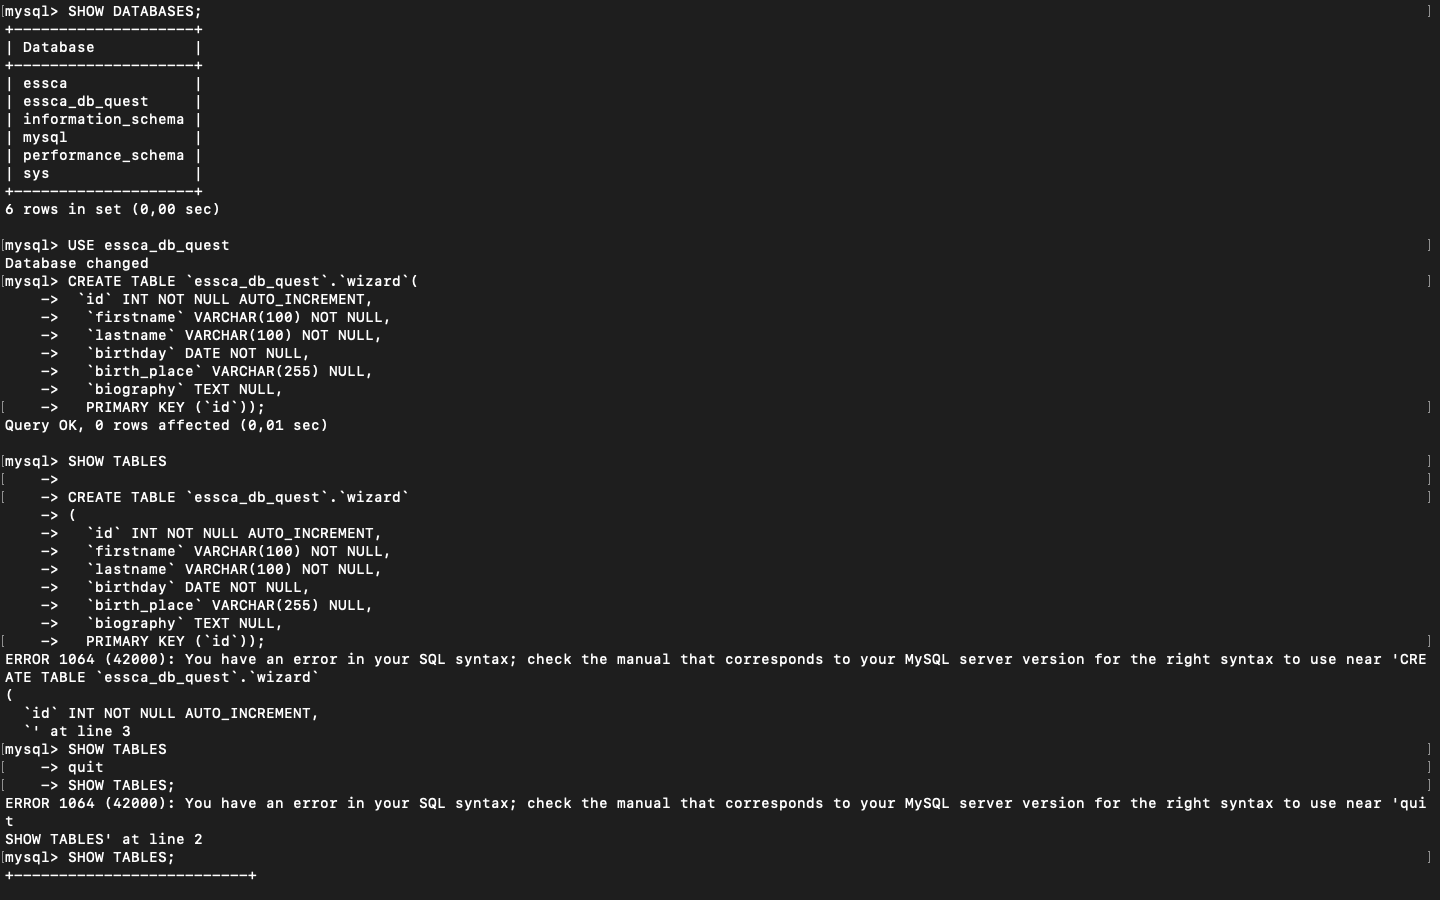 [mysql> SHOW DATABASES; ]
+--------------------+
| Database           |
+--------------------+
| essca              |
| essca_db_quest     |
| information_schema |
| mysql              |
| performance_schema |
| sys                |
+--------------------+
6 rows in set (0,00 sec)
[mysql> USE essca_db_quest ]
Database changed
[mysql> CREATE TABLE `essca_db_quest`.`wizard`( ]
    ->  `id` INT NOT NULL AUTO_INCREMENT,
    ->   `firstname` VARCHAR(100) NOT NULL,
    ->   `lastname` VARCHAR(100) NOT NULL,
    ->   `birthday` DATE NOT NULL,
    ->   `birth_place` VARCHAR(255) NULL,
    ->   `biography` TEXT NULL,
[    ->   PRIMARY KEY (`id`)); ]
Query OK, 0 rows affected (0,01 sec)
[mysql> SHOW TABLES ]
[    -> ]
[    -> CREATE TABLE `essca_db_quest`.`wizard` ]
    -> (
    ->   `id` INT NOT NULL AUTO_INCREMENT,
    ->   `firstname` VARCHAR(100) NOT NULL,
    ->   `lastname` VARCHAR(100) NOT NULL,
    ->   `birthday` DATE NOT NULL,
    ->   `birth_place` VARCHAR(255) NULL,
    ->   `biography` TEXT NULL,
[    ->   PRIMARY KEY (`id`)); ]
ERROR 1064 (42000): You have an error in your SQL syntax; check the manual that corresponds to your MySQL server version for the right syntax to use near 'CRE
ATE TABLE `essca_db_quest`.`wizard`
(
  `id` INT NOT NULL AUTO_INCREMENT,
  `' at line 3
[mysql> SHOW TABLES ]
[    -> quit ]
[    -> SHOW TABLES; ]
ERROR 1064 (42000): You have an error in your SQL syntax; check the manual that corresponds to your MySQL server version for the right syntax to use near 'qui
t
SHOW TABLES' at line 2
[mysql> SHOW TABLES; ]
+--------------------------+